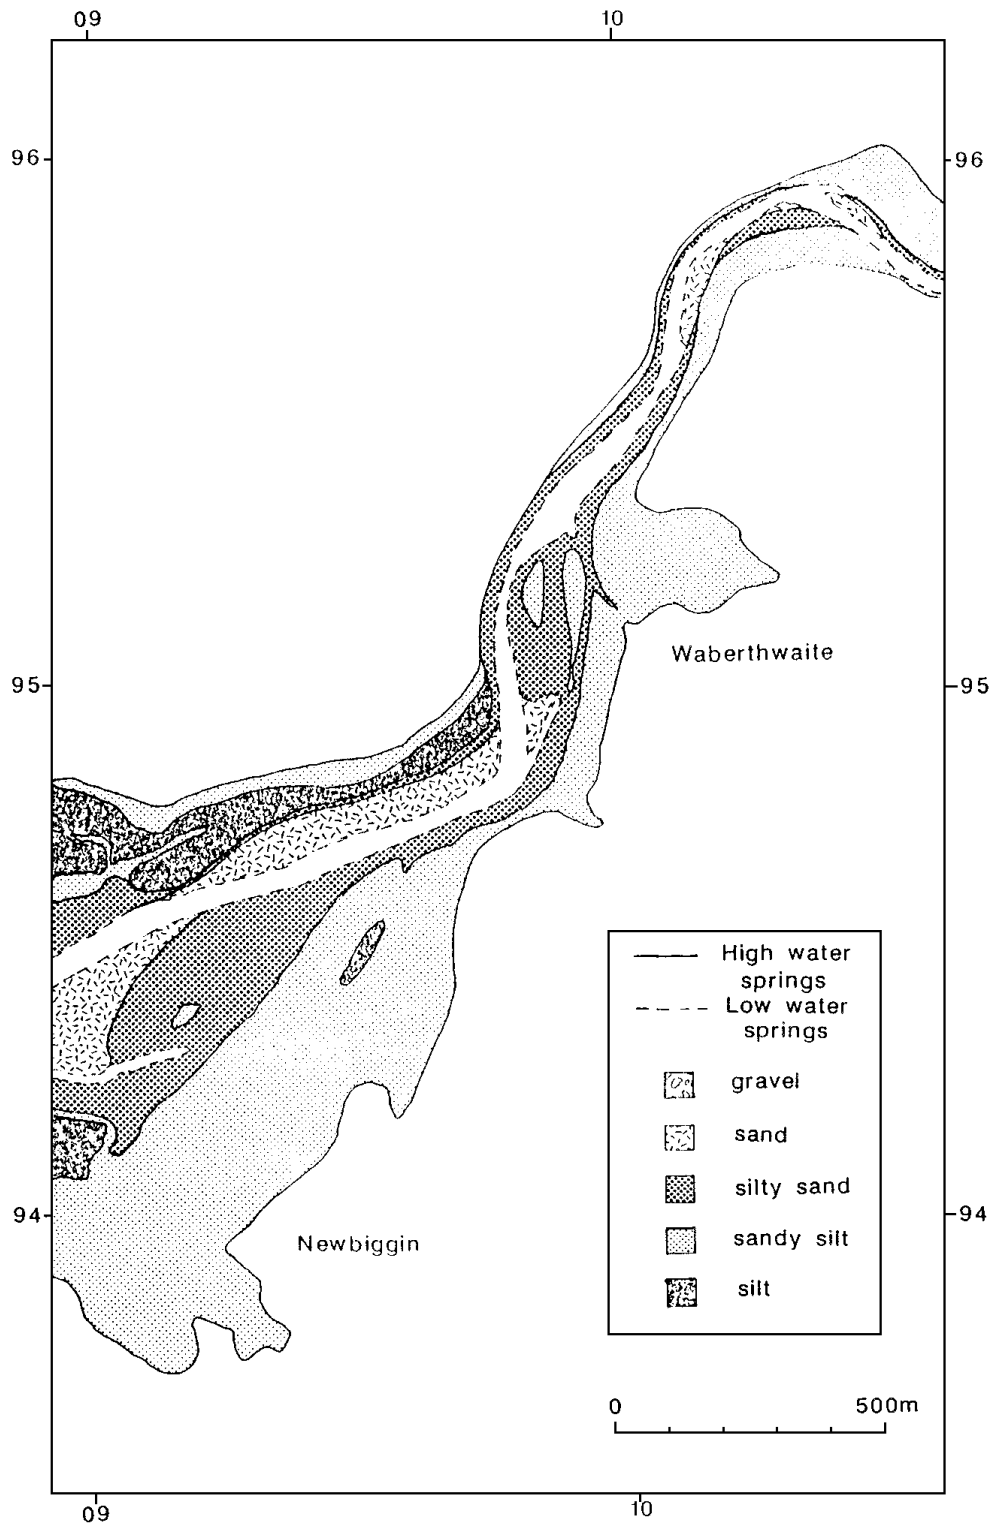 09 10
96 96
Waberthwaite
95 95
High water
springs
Low water
springs
gravel
sand
silty sand
sandy silt
silt
94 94
Newbiggin
0 500m
09 10